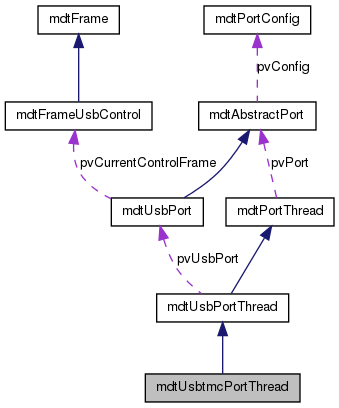 mdtFrame
mdtPortConfig
pvConfig
mdtFrameUsbControl
mdtAbstractPort
pvCurrentControlFrame
pvPort
mdtUsbPort
mdtPortThread
pvUsbPort
mdtUsbPortThread
mdtUsbtmcPortThread